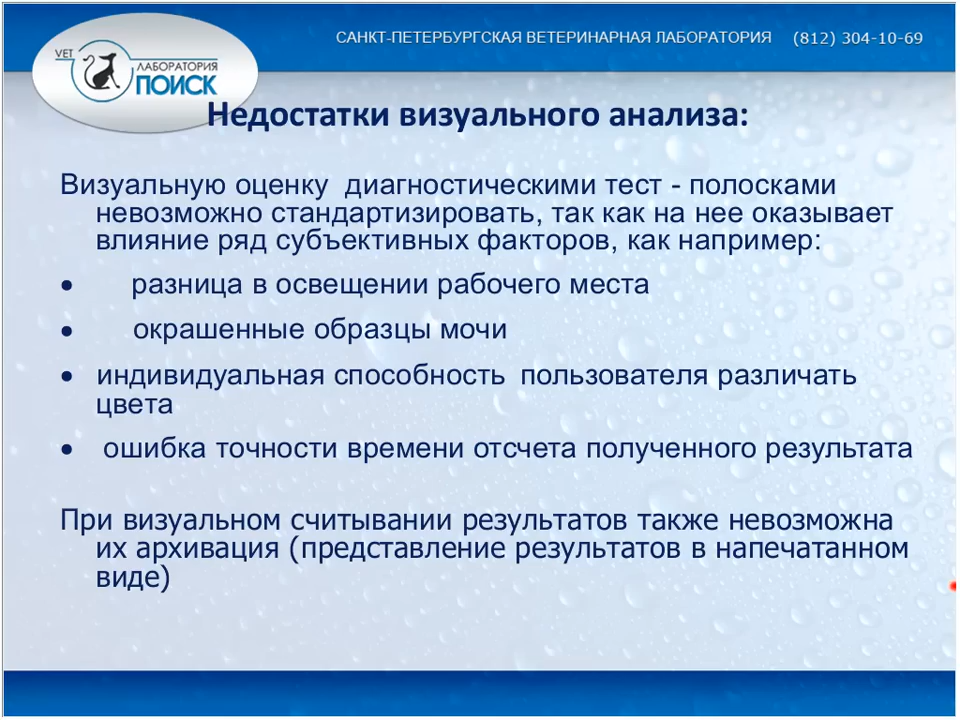 САНКТ-ПЕТЕРБУРГСКАЯ ВЕТЕРИНАРНАЯ ЛАБОРАТОРИЯ (812) 304-10-69
VET
ЛАБОРАТОРИЯ
ПОИСК
Недостатки визуального анализа:
Визуальную оценку диагностическими тест - полосками
невозможно стандартизировать, так как на нее оказывает
влияние ряд субъективных факторов, как например:
• разница в освещении рабочего места
• окрашенные образцы мочи
• индивидуальная способность пользователя различать
цвета
• ошибка точности времени отсчета полученного результата
При визуальном считывании результатов также невозможна
их архивация (представление результатов в напечатанном
виде)